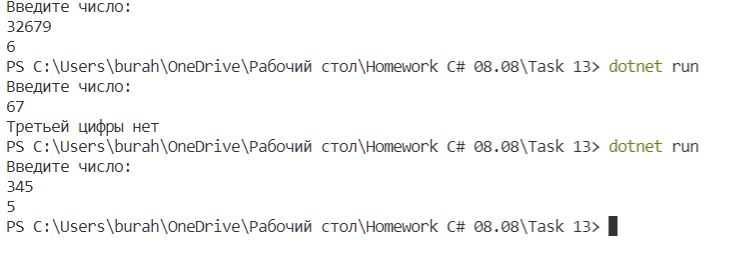 Введите число:
32679
6
PS C:\Users\burah\OneDrive\Рабочий стол\Homework C# 08.08\Task 13> dotnet run
Введите число:
67
Третьей цифры нет
PS C:\Users\burah\OneDrive\Рабочий стол\Homework C# 08.08\Task 13> dotnet run
Введите число:
345
5
PS C:\Users\burah\OneDrive\Рабочий стол\Homework C# 08.08\Task 13>